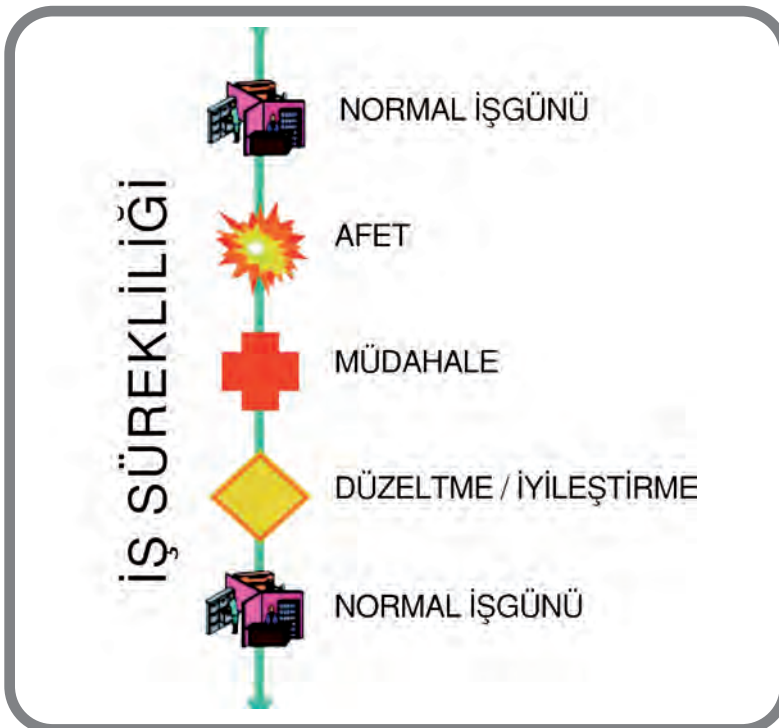 İŞ SÜREKLİLİĞİ
NORMAL İŞGÜNÜ
AFET
MÜDAHALE
DÜZELTME / İYİLEŞTİRME
NORMAL İŞGÜNÜ